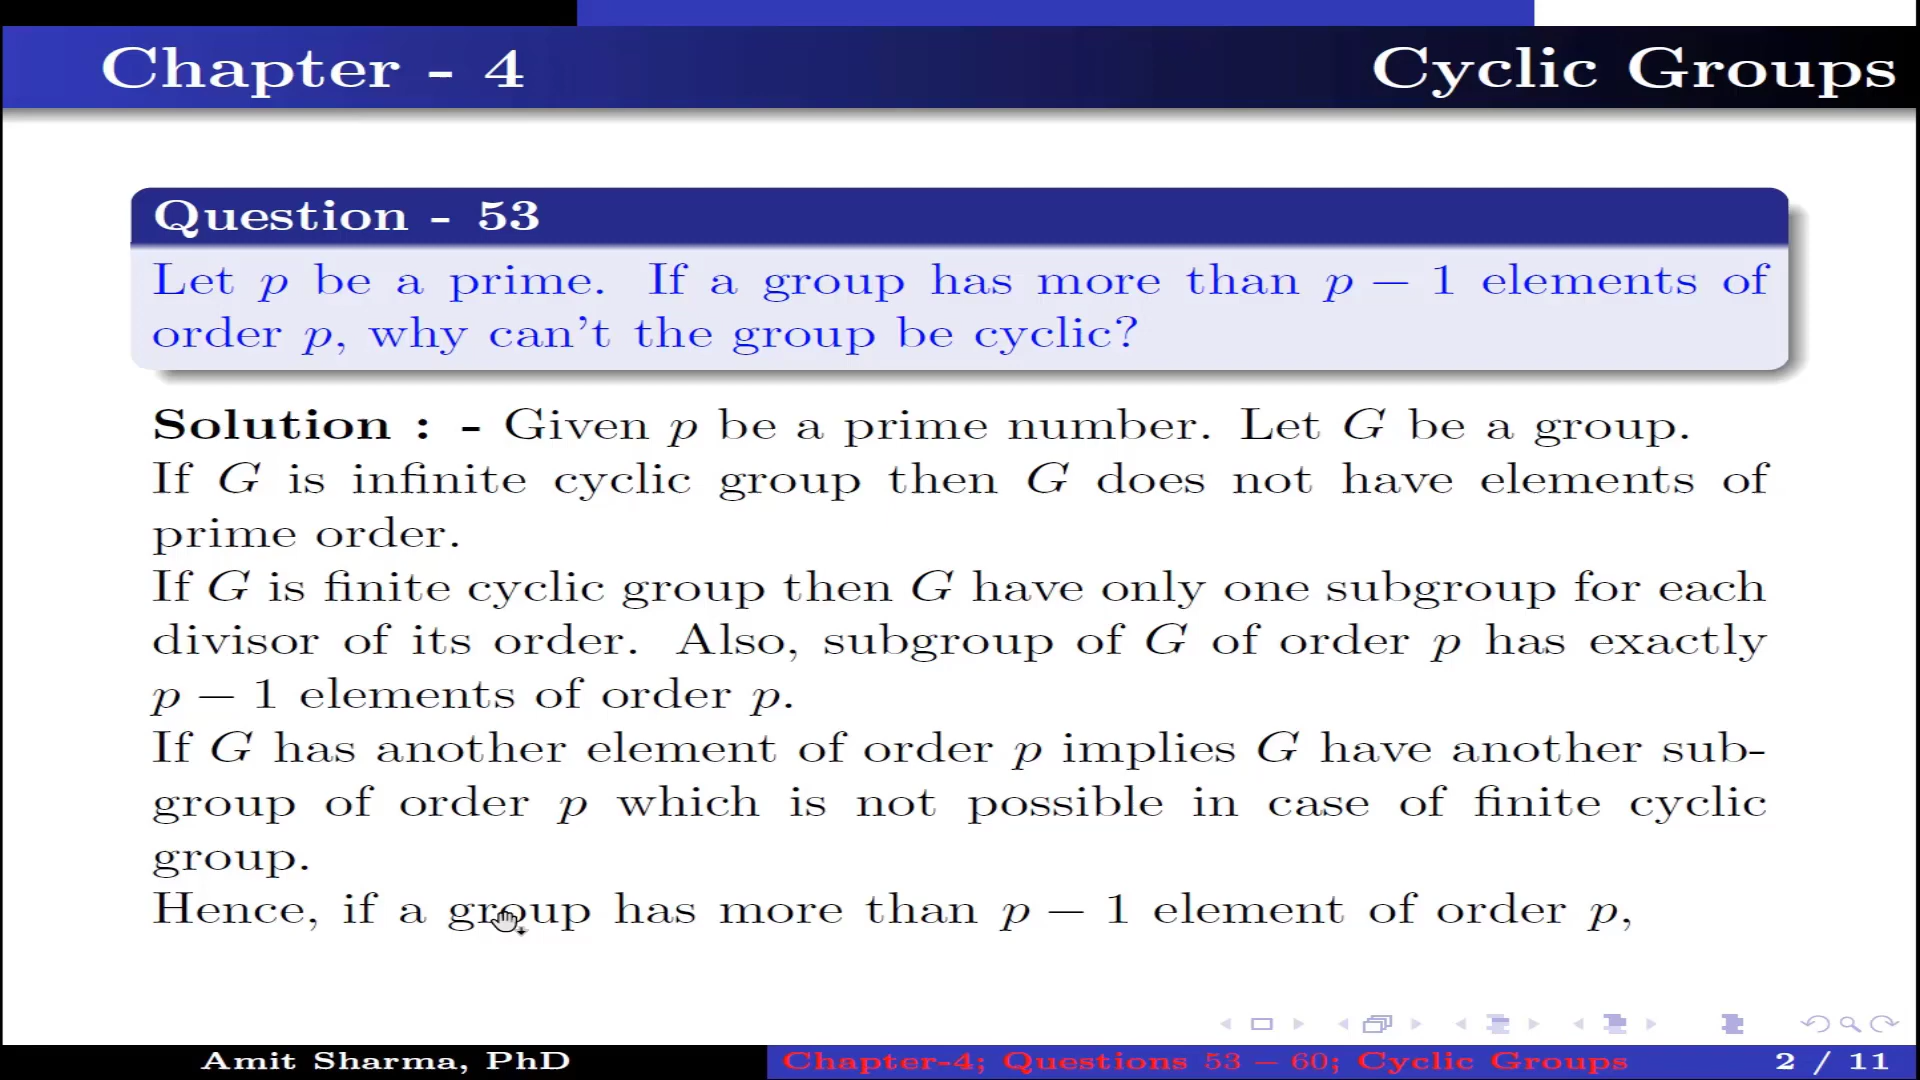 Chapter - 4 Cyclic Groups
Question - 53
Let p be a prime. If a group has more than p − 1 elements of
order p, why can't the group be cyclic?
Solution : - Given p be a prime number. Let G be a group.
If G is infinite cyclic group then G does not have elements of
prime order.
If G is finite cyclic group then G have only one subgroup for each
divisor of its order. Also, subgroup of G of order p has exactly
p − 1 elements of order p.
If G has another element of order p implies G have another sub-
group of order p which is not possible in case of finite cyclic
group.
Hence, if a group has more than p − 1 element of order p,
Amit Sharma, PhD Chapter-4; Questions 53 − 60; Cyclic Groups 2 / 11